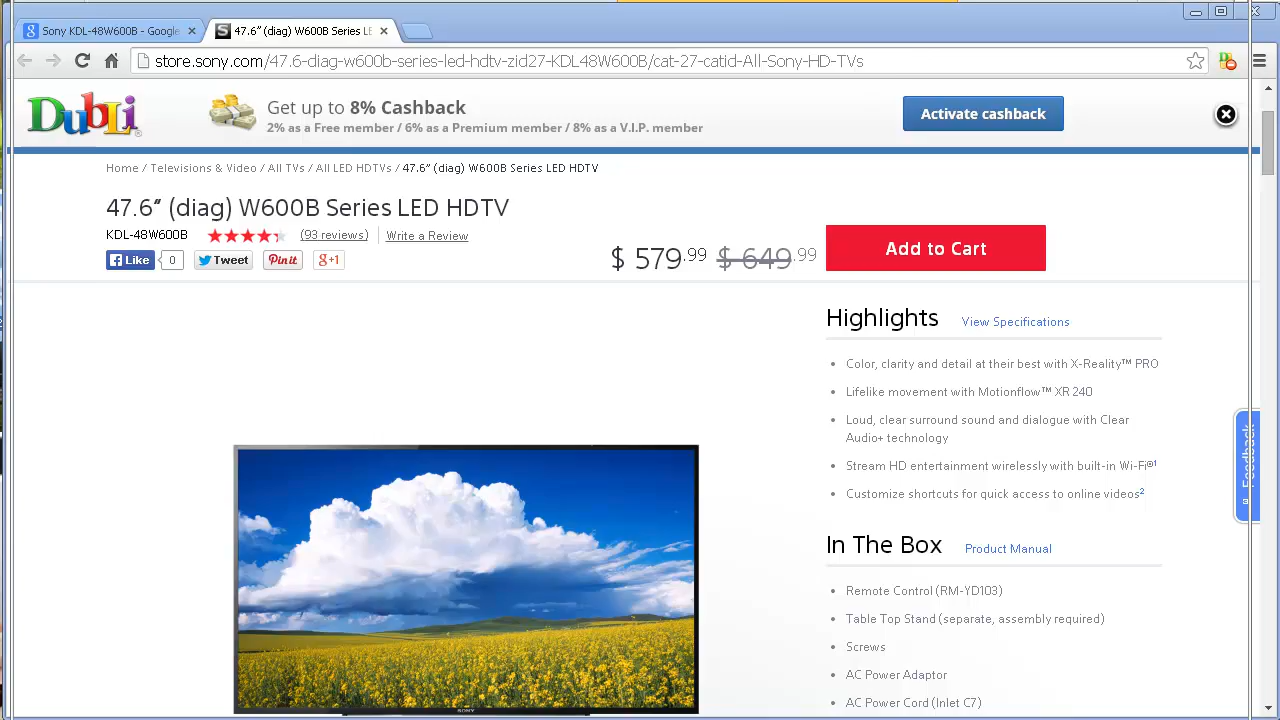 Sony KDL-48W600B - Google
47.6" (diag) W600B Series LE
store.sony.com/47.6-diag-w600b-series-led-hdtv-zid27-KDL48W600B/cat-27-catid-All-Sony-HD-TVs
DubLi
Get up to 8% Cashback
2% as a Free member / 6% as a Premium member / 8% as a V.I.P. member
Activate cashback
Home / Televisions & Video / All TVs / All LED HDTVs / 47.6" (diag) W600B Series LED HDTV
47.6" (diag) W600B Series LED HDTV
KDL-48W600B
(93 reviews)
Write a Review
Like 0
Tweet
Pin it
g+1
$ 579.99 $ 649.99
Add to Cart
Highlights
View Specifications
Color, clarity and detail at their best with X-Reality™ PRO
Lifelike movement with Motionflow™ XR 240
Loud, clear surround sound and dialogue with Clear
Audio+ technology
Stream HD entertainment wirelessly with built-in Wi-Fi®1
Customize shortcuts for quick access to online videos2
Feedback
In The Box
Product Manual
Remote Control (RM-YD103)
Table Top Stand (separate, assembly required)
Screws
AC Power Adaptor
AC Power Cord (Inlet C7)
SONY